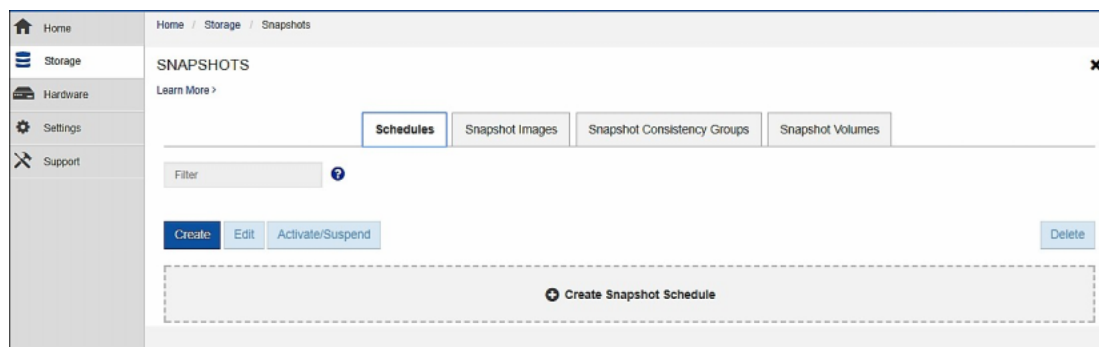 Home
Storage
Hardware
Settings
Support
Home / Storage / Snapshots
SNAPSHOTS
Learn More >
Schedules Snapshot Images Snapshot Consistency Groups Snapshot Volumes
Filter
Create Edit Activate/Suspend Delete
Create Snapshot Schedule